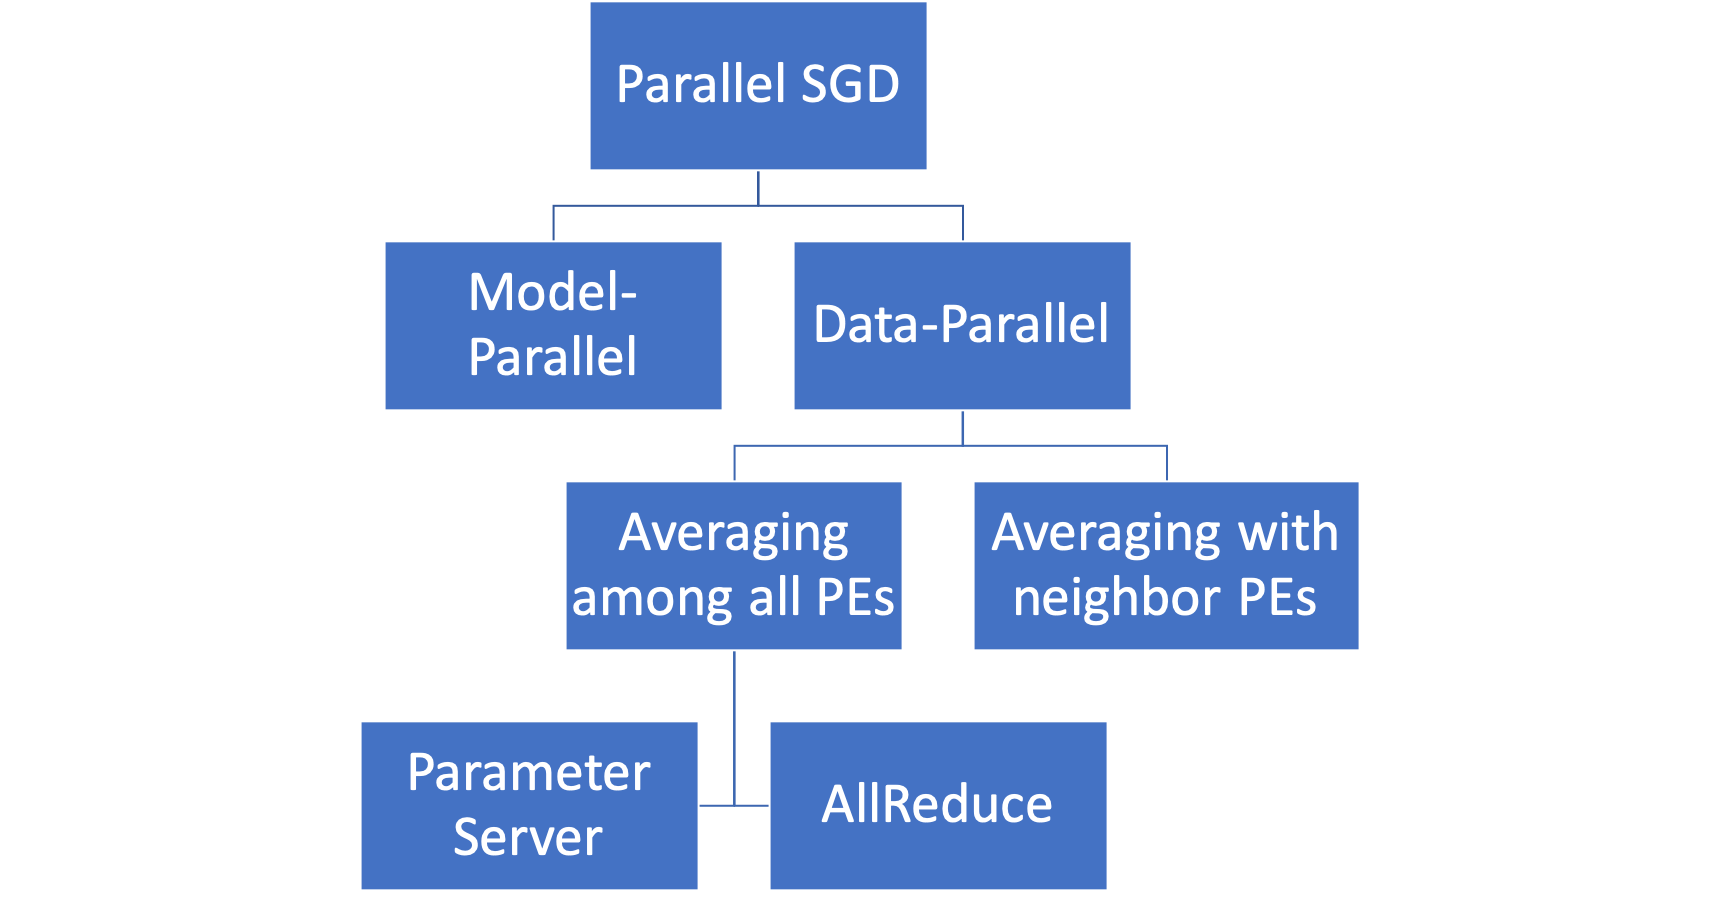 Parallel SGD
Model-
Parallel
Data-Parallel
Averaging
among all PEs
Averaging with
neighbor PEs
Parameter
Server
AllReduce